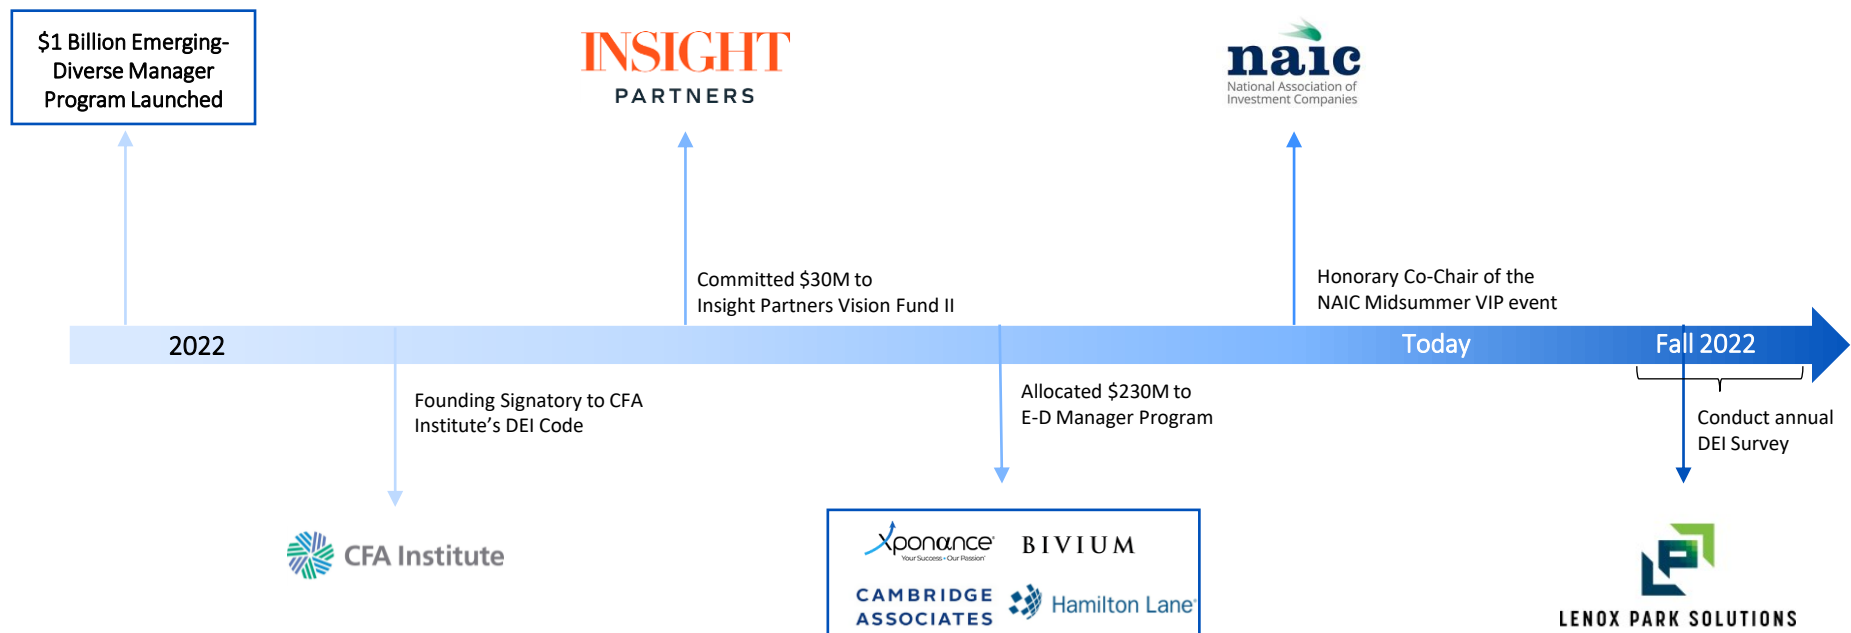 $1 Billion Emerging-
Diverse Manager
Program Launched
INSIGHT
PARTNERS
naic
National Association of
Investment Companies
Committed $30M to
Insight Partners Vision Fund II
Honorary Co-Chair of the
NAIC Midsummer VIP event
2022
Today
Fall 2022
Founding Signatory to CFA
Institute’s DEI Code
Allocated $230M to
E-D Manager Program
Conduct annual
DEI Survey
CFA Institute
Xponance®
Your Success • Our Passion®
BIVIUM
CAMBRIDGE
ASSOCIATES
Hamilton Lane®
LENOX PARK SOLUTIONS